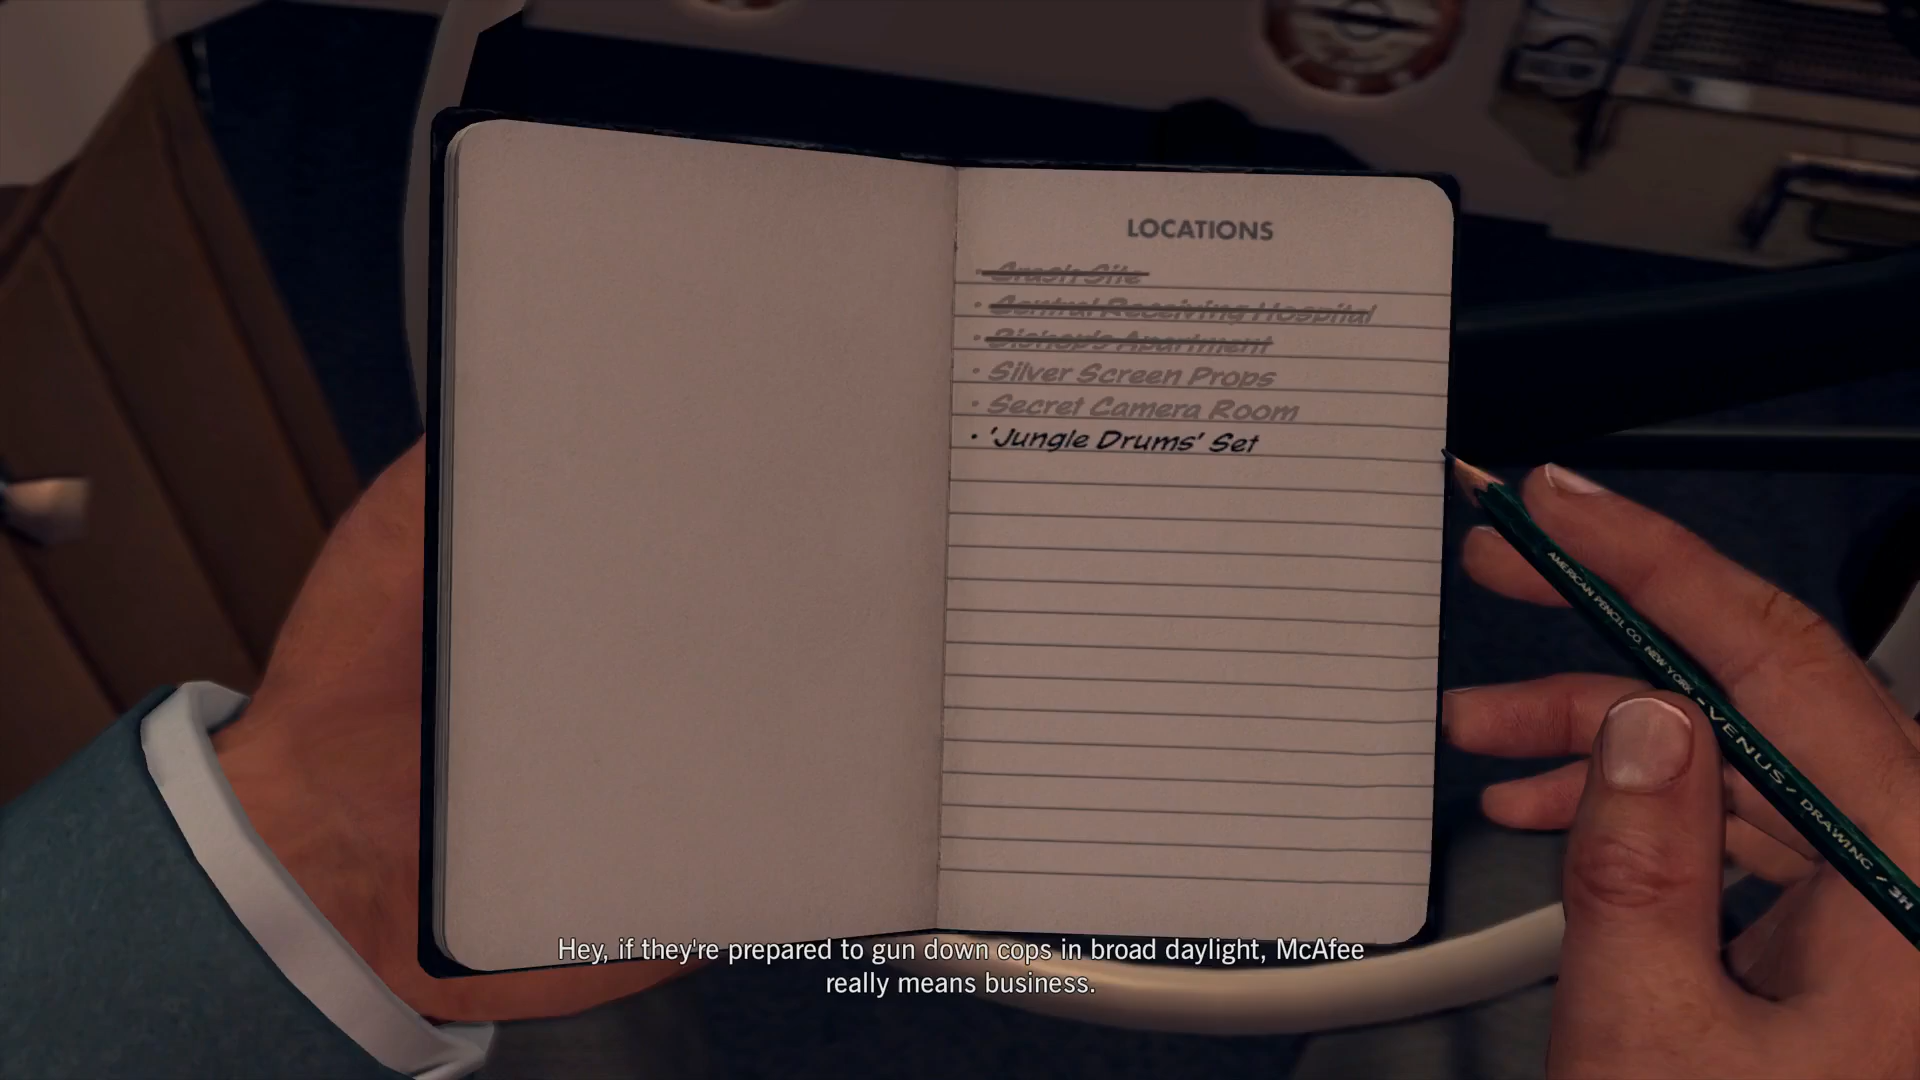 LOCATIONS
· Crash Site
· Central Receiving Hospital
· Bishop's Apartment
· Silver Screen Props
· Secret Camera Room
· 'Jungle Drums' Set
AMERICAN PENCIL CO. NEW YORK -VENUS/ DRAWING / 3H
Hey, if they're prepared to gun down cops in broad daylight, McAfee
really means business.